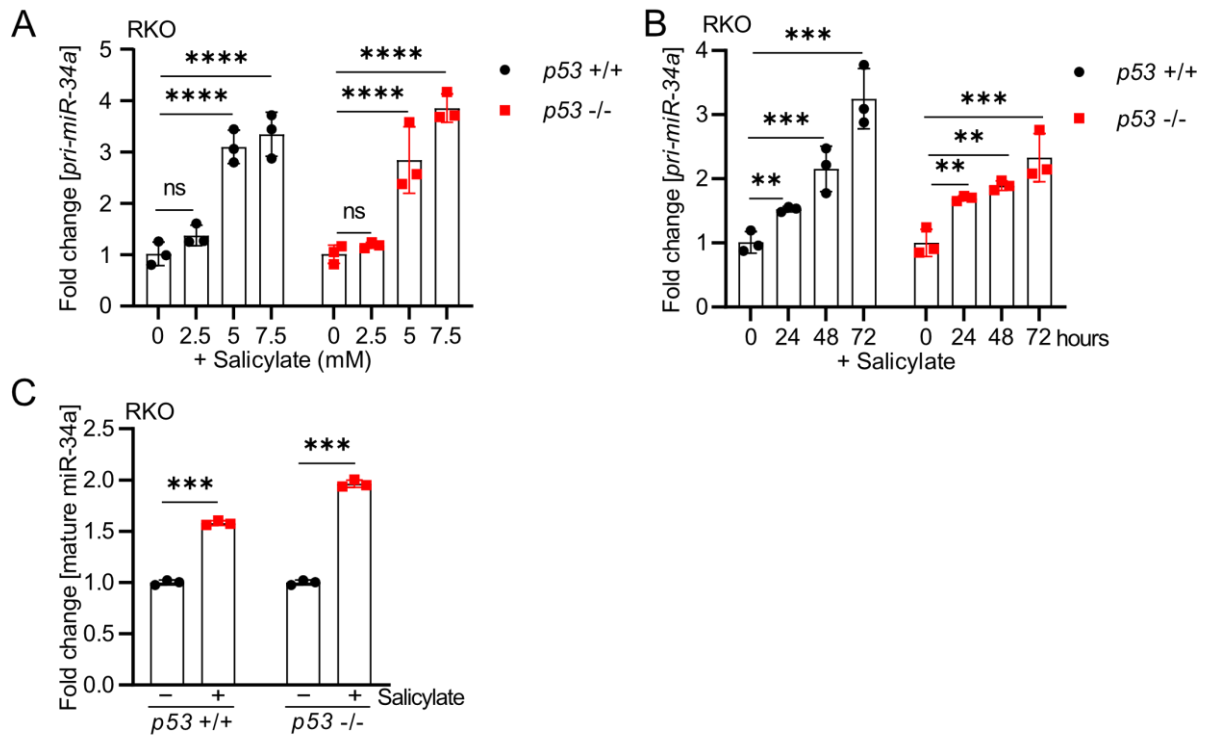 A
RKO
Fold change [pri-miR-34a]
5
4
3
2
1
0
**** ****
**** ****
ns ns
0 2.5 5 7.5 0 2.5 5 7.5
+ Salicylate (mM)
p53 +/+
p53 -/-
B
RKO
Fold change [pri-miR-34a]
4
3
2
1
0
***
*** ***
** **
**
0 24 48 72 0 24 48 72 hours
+ Salicylate
p53 +/+
p53 -/-
C
RKO
Fold change [mature miR-34a]
2.5
2.0
1.5
1.0
0.5
0.0
*** ***
− + − + Salicylate
p53 +/+ p53 -/-